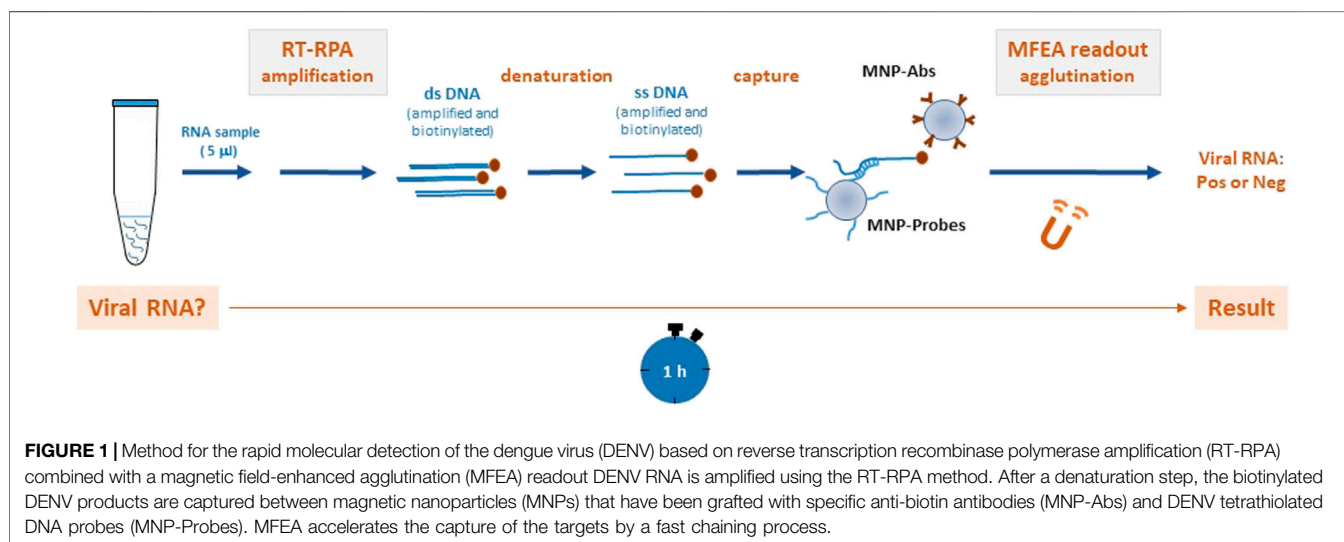 RT-RPA
amplification
MFEA readout
agglutination
denaturation
capture
MNP-Abs
ds DNA
(amplified and
biotinylated)
ss DNA
(amplified and
biotinylated)
RNA sample
(5 µl)
Viral RNA:
Pos or Neg
MNP-Probes
Viral RNA?
Result
1 h
FIGURE 1 | Method for the rapid molecular detection of the dengue virus (DENV) based on reverse transcription recombinase polymerase amplification (RT-RPA)
combined with a magnetic field-enhanced agglutination (MFEA) readout DENV RNA is amplified using the RT-RPA method. After a denaturation step, the biotinylated
DENV products are captured between magnetic nanoparticles (MNPs) that have been grafted with specific anti-biotin antibodies (MNP-Abs) and DENV tetrathiolated
DNA probes (MNP-Probes). MFEA accelerates the capture of the targets by a fast chaining process.